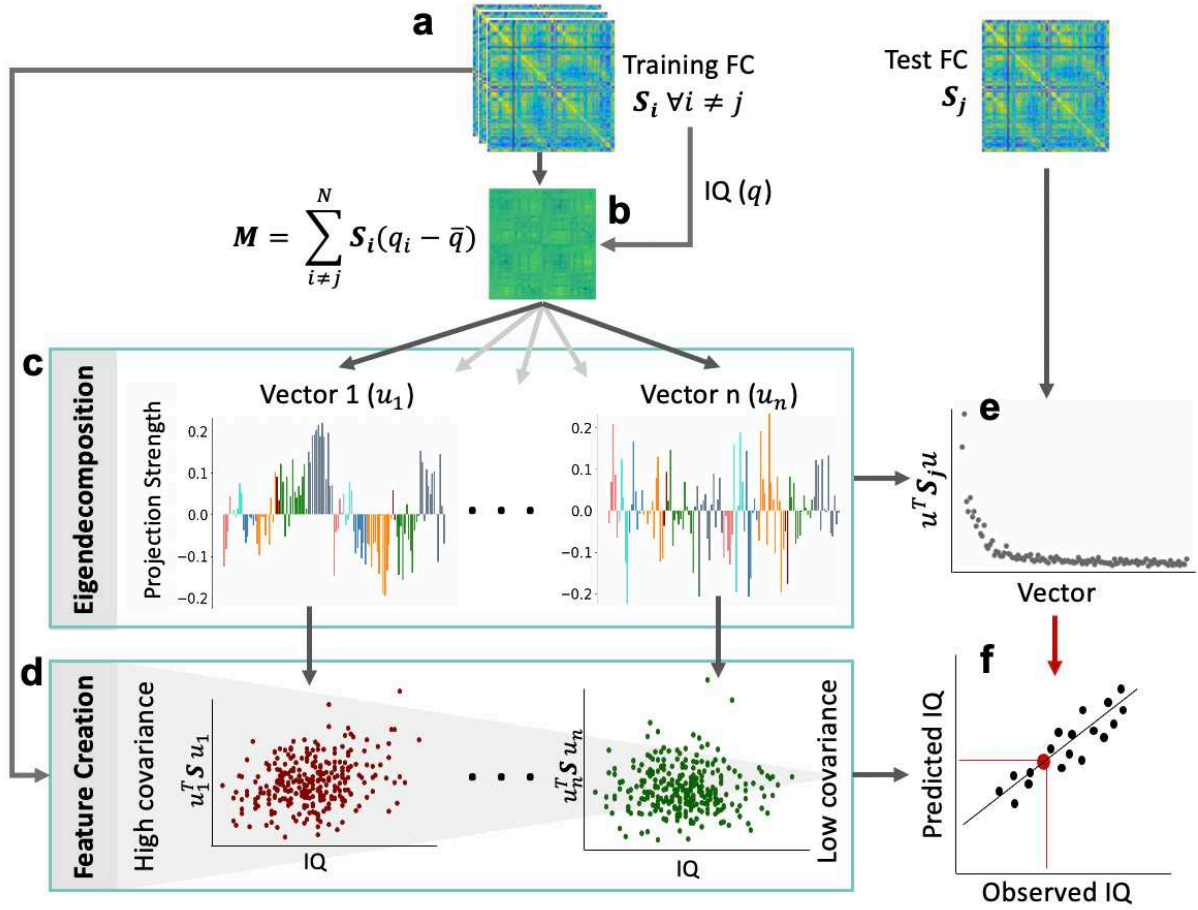 a
Training FC
S_i ∀i ≠ j
Test FC
S_j
b
IQ (q)
M = \sum_{i≠j}^{N} S_i(q_i − \bar{q})
c
Eigendecomposition
Vector 1 (u_1)
Vector n (u_n)
Projection Strength
0.2
0.1
0.0
−0.1
−0.2
0.2
0.1
0.0
−0.1
−0.2
e
u^T S_j u
Vector
d
Feature Creation
High covariance
u_1^T S u_1
IQ
u_n^T S u_n
IQ
Low covariance
f
Predicted IQ
Observed IQ